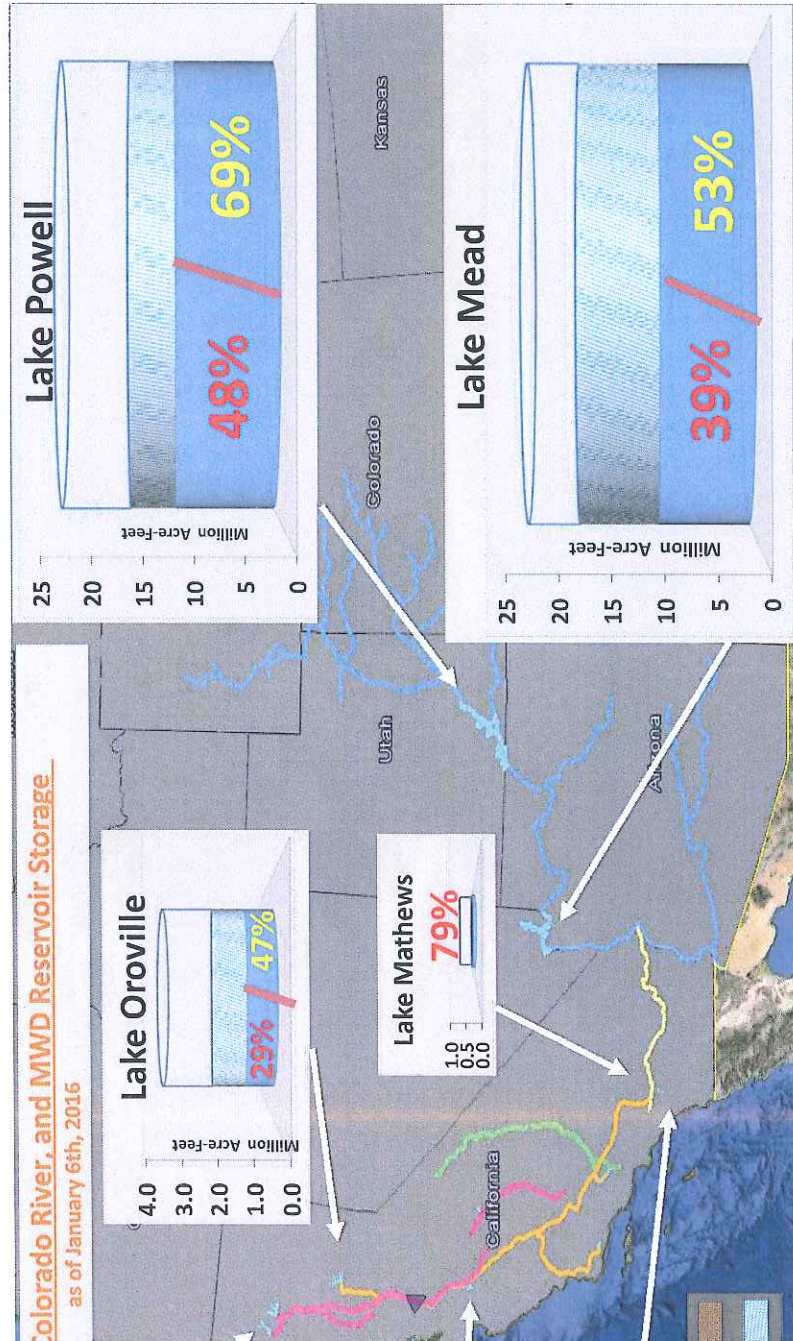 Colorado River, and MWD Reservoir Storage
as of January 6th, 2016
Lake Oroville
Million Acre-Feet
4.0
3.0
2.0
1.0
0.0
29% / 47%
Lake Powell
Million Acre-Feet
25
20
15
10
5
0
48% / 69%
Lake Mathews
79%
1.0
0.5
0.0
Lake Mead
Million Acre-Feet
25
20
15
10
5
0
39% / 53%
Utah
Colorado
Kansas
California
Arizona